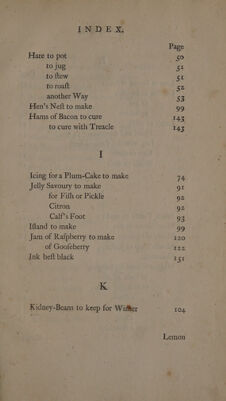 INDEX.
Page
Hare to pot 50
to jug 51
to ſtew 51
to roaſt 52
another Way 53
Hen's Neſt to make 99
Hams of Bacon to cure 143
to cure with Treacle 143
I
Icing for a Plum-Cake to make 74
Jelly Savoury to make 91
for Fiſh or Pickle 92
Citron 92
Calf's Foot 93
Iſland to make 99
Jam of Raſpberry to make 120
of Gooſeberry 122
Ink beſt black 151
K
Kidney-Beans to keep for Winter 104
Lemon